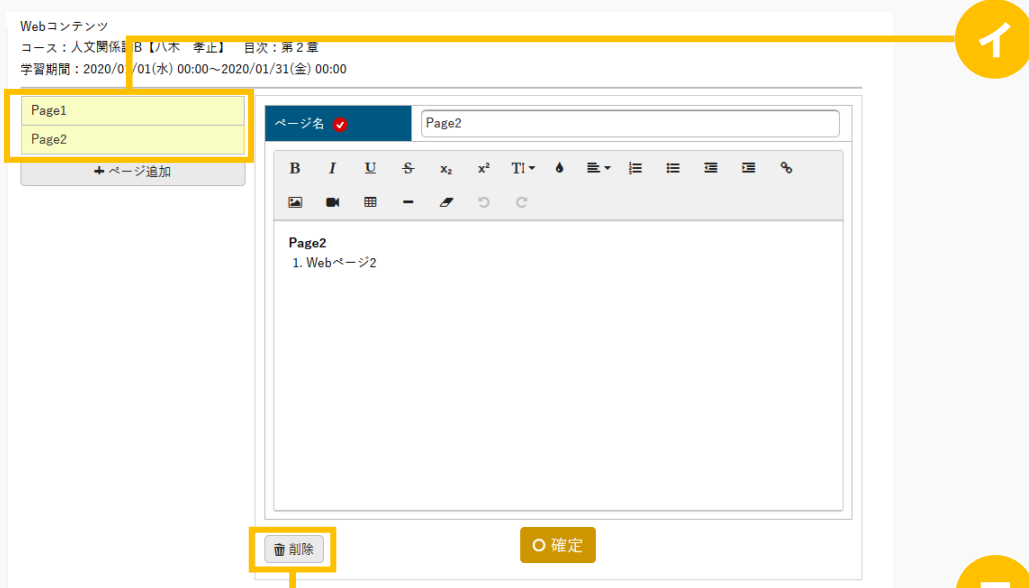 Webコンテンツ
コース：人文関係 B【八木 孝正】 目次：第２章
学習期間：2020/01/01(水) 00:00～2020/01/31(金) 00:00
イ
Page1
Page2
+ ページ追加
ページ名
Page2
B I U S x₂ x² T!
Page2
1. Webページ2
削除
確定